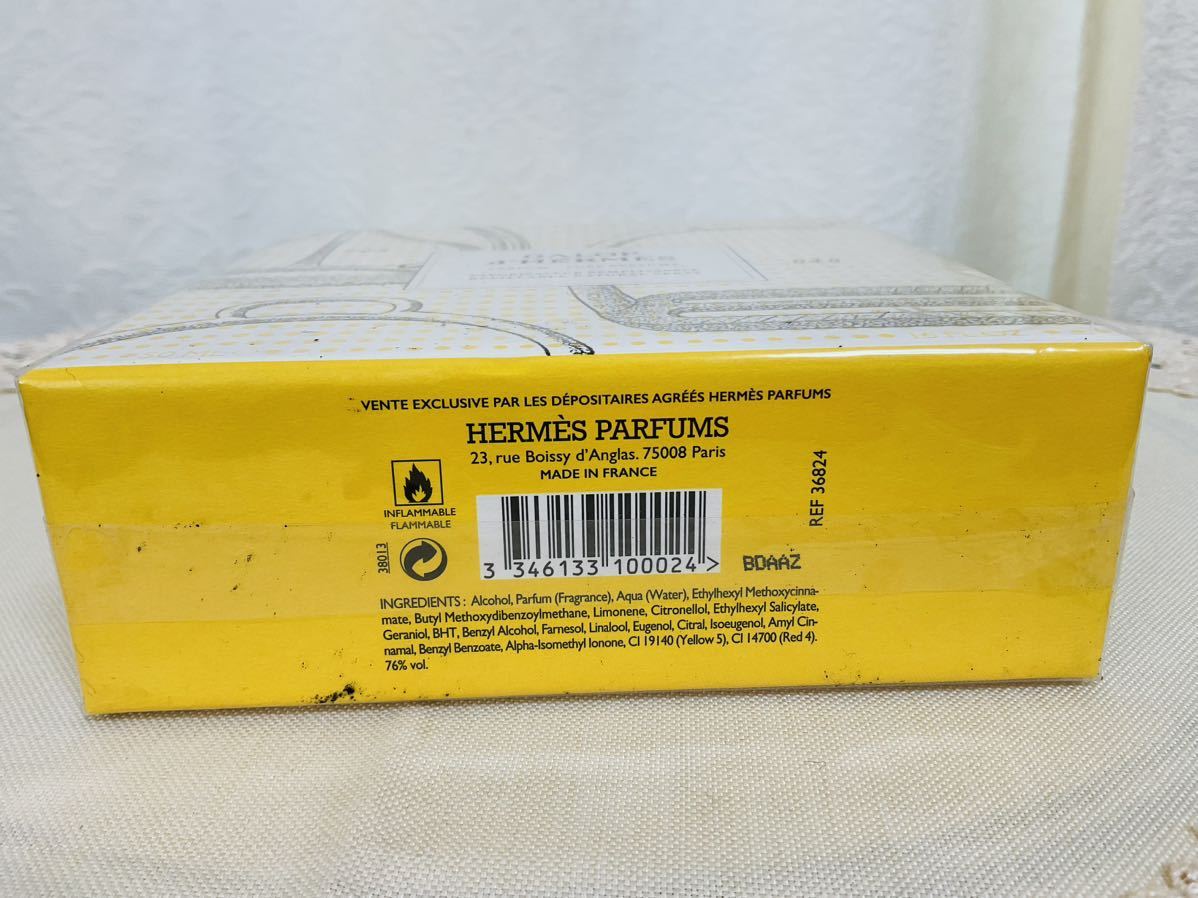 VENTE EXCLUSIVE PAR LES DÉPOSITAIRES AGRÉÉS HERMÈS PARFUMS
HERMÈS PARFUMS
23, rue Boissy d'Anglas. 75008 Paris
MADE IN FRANCE
INFLAMMABLE
FLAMMABLE
38013
3 346133 100024 >
BDAAZ
REF 36824
INGREDIENTS : Alcohol, Parfum (Fragrance), Aqua (Water), Ethylhexyl Methoxycinna-
mate, Butyl Methoxydibenzoylmethane, Limonene, Citronellol, Ethylhexyl Salicylate,
Geraniol, BHT, Benzyl Alcohol, Farnesol, Linalool, Eugenol, Citral, Isoeugenol, Amyl Cin-
namal, Benzyl Benzoate, Alpha-Isomethyl Ionone, CI 19140 (Yellow 5), CI 14700 (Red 4).
76% vol.